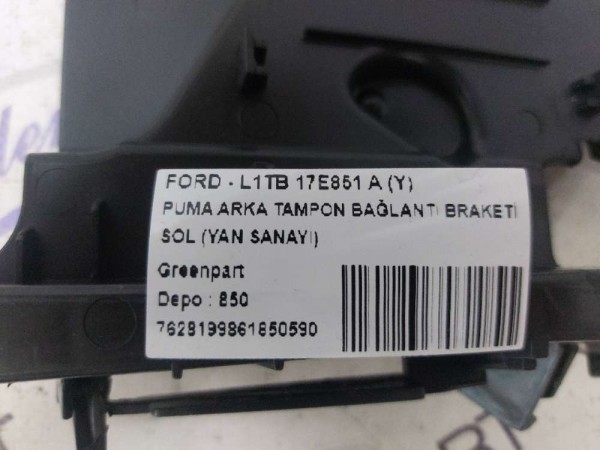 FORD - L1TB 17E851 A (Y)
PUMA ARKA TAMPON BAĞLANTI BRAKETİ
SOL (YAN SANAYİ)
Greenpart
Depo : 850
7628199861850590